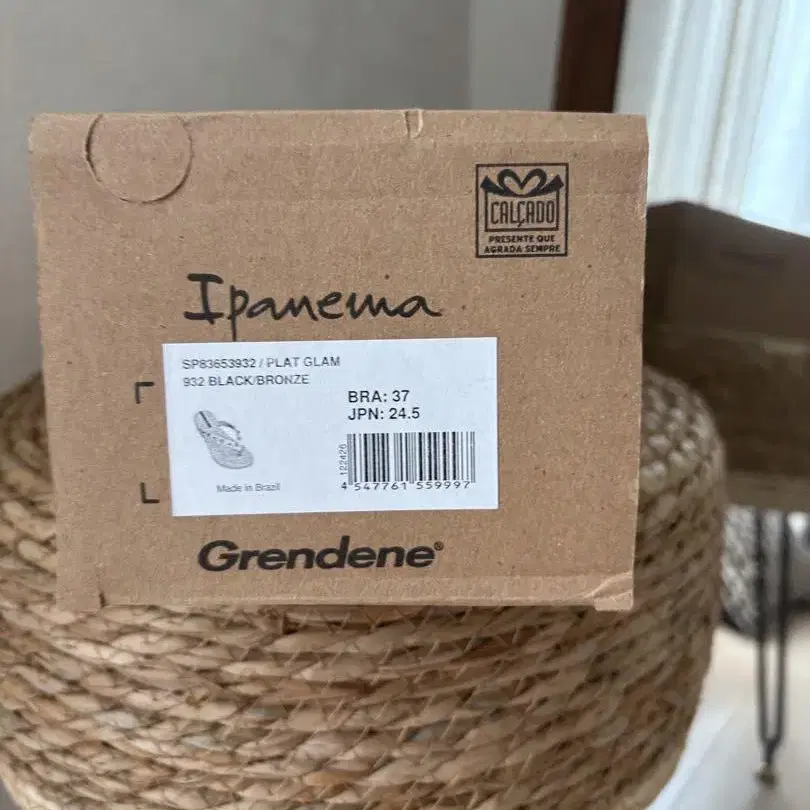 CALÇADO
PRESENTE QUE
AGRADA SEMPRE
Ipanema
SP83653932 / PLAT GLAM
932 BLACK/BRONZE
BRA: 37
JPN: 24.5
122426
Made in Brazil
4 547761 559997
Grendene®